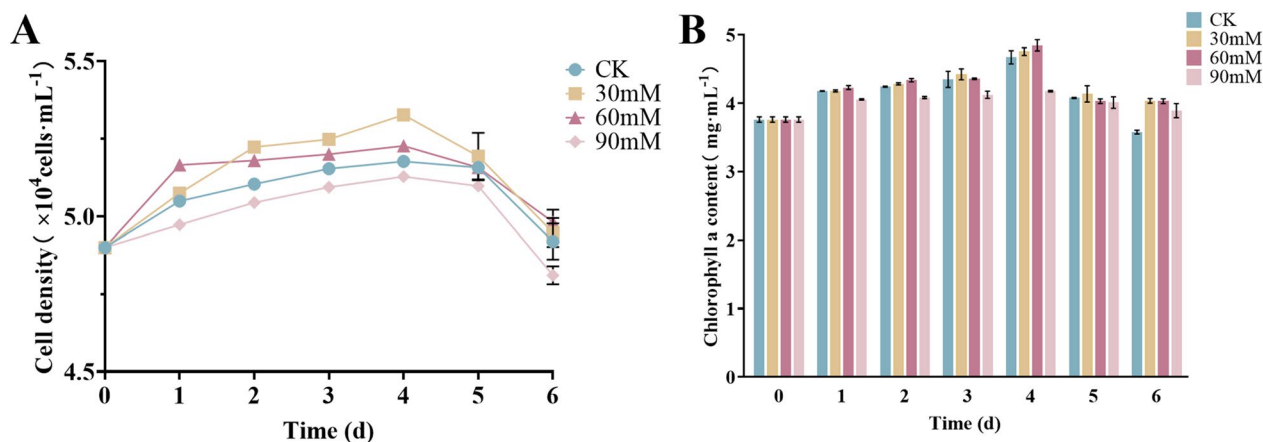 A
Cell density ( ×10⁴cells·mL⁻¹)
5.5
5.0
4.5
0 1 2 3 4 5 6
Time (d)
CK
30mM
60mM
90mM
B
Chlorophyll a content ( mg·mL⁻¹)
5
4
3
2
1
0
0 1 2 3 4 5 6
Time (d)
CK
30mM
60mM
90mM